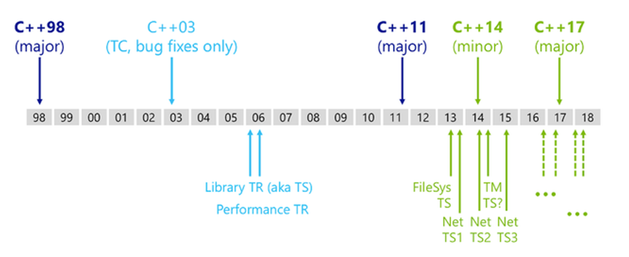 C++98
(major)
C++03
(TC, bug fixes only)
C++11
(major)
C++14
(minor)
C++17
(major)
98 99 00 01 02 03 04 05 06 07 08 09 10 11 12 13 14 15 16 17 18
Library TR (aka TS)
Performance TR
FileSys
TS
Net
TS1
TM
TS?
Net
TS2
Net
TS3
...
...